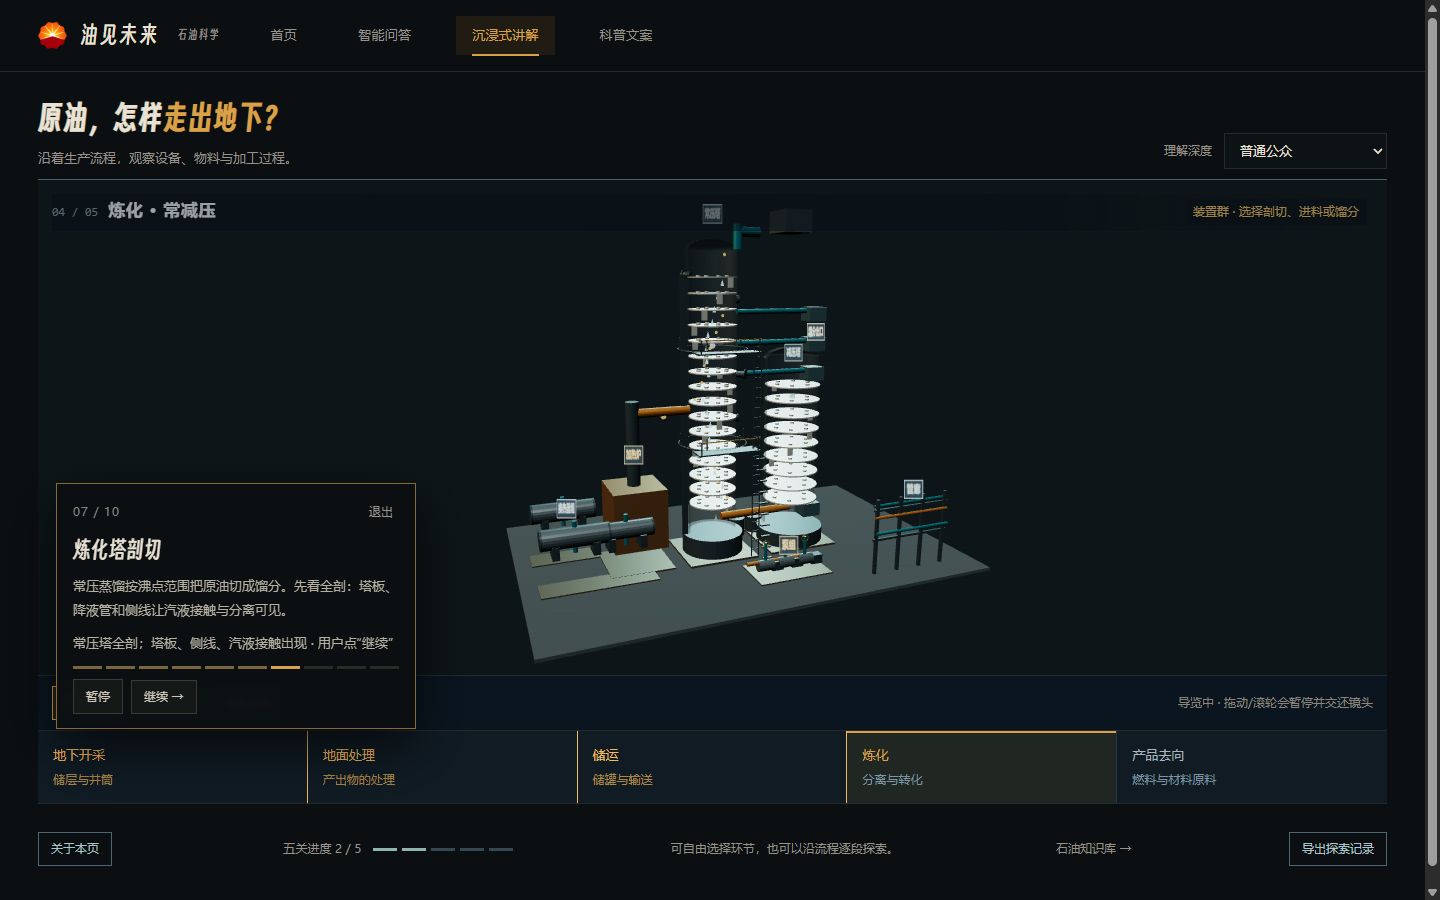 油见未来
石油科学
首页
智能问答
沉浸式讲解
科普文案
原油，怎样走出地下？
沿着生产流程，观察设备、物料与加工过程。
理解深度
普通公众
04 / 05 炼化 · 常减压
装置群 · 选择剖切、进料或馏分
减压塔
加热炉
07 / 10
退出
炼化塔剖切
常压蒸馏按沸点范围把原油切成馏分。先看全剖：塔板、
降液管和侧线让汽液接触与分离可见。
常压塔全剖；塔板、侧线、汽液接触出现 · 用户点“继续”
暂停
继续 →
导览中 · 拖动/滚轮会暂停并交还镜头
地下开采
储层与井筒
地面处理
产出物的处理
储运
储罐与输送
炼化
分离与转化
产品去向
燃料与材料原料
关于本页
五关进度 2 / 5
可自由选择环节，也可以沿流程逐段探索。
石油知识库 →
导出探索记录